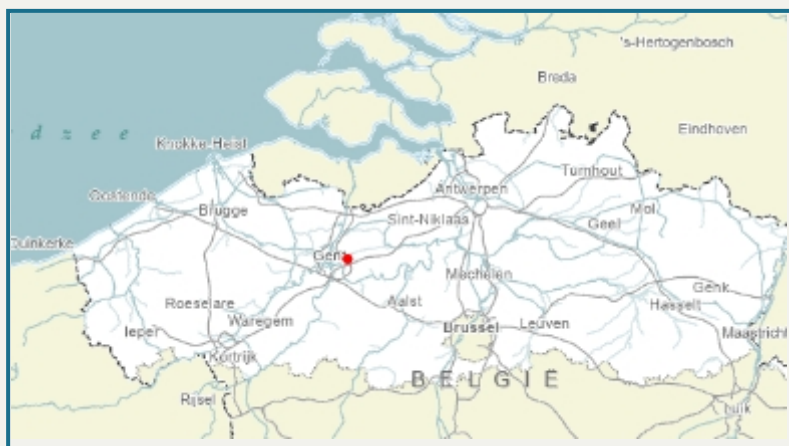 's-Hertogenbosch
Breda
Eindhoven
d z e e
Knokke-Heist
Turnhout
Antwerpen
Oostende
Brugge
Sint-Niklaas
Mol
Geel
Duinkerke
Gent
Mechelen
Genk
Roeselare
Aalst
Hasselt
Waregem
Brussel
Leuven
Ieper
Maastricht
Kortrijk
BELGIË
Rijsel
Luik